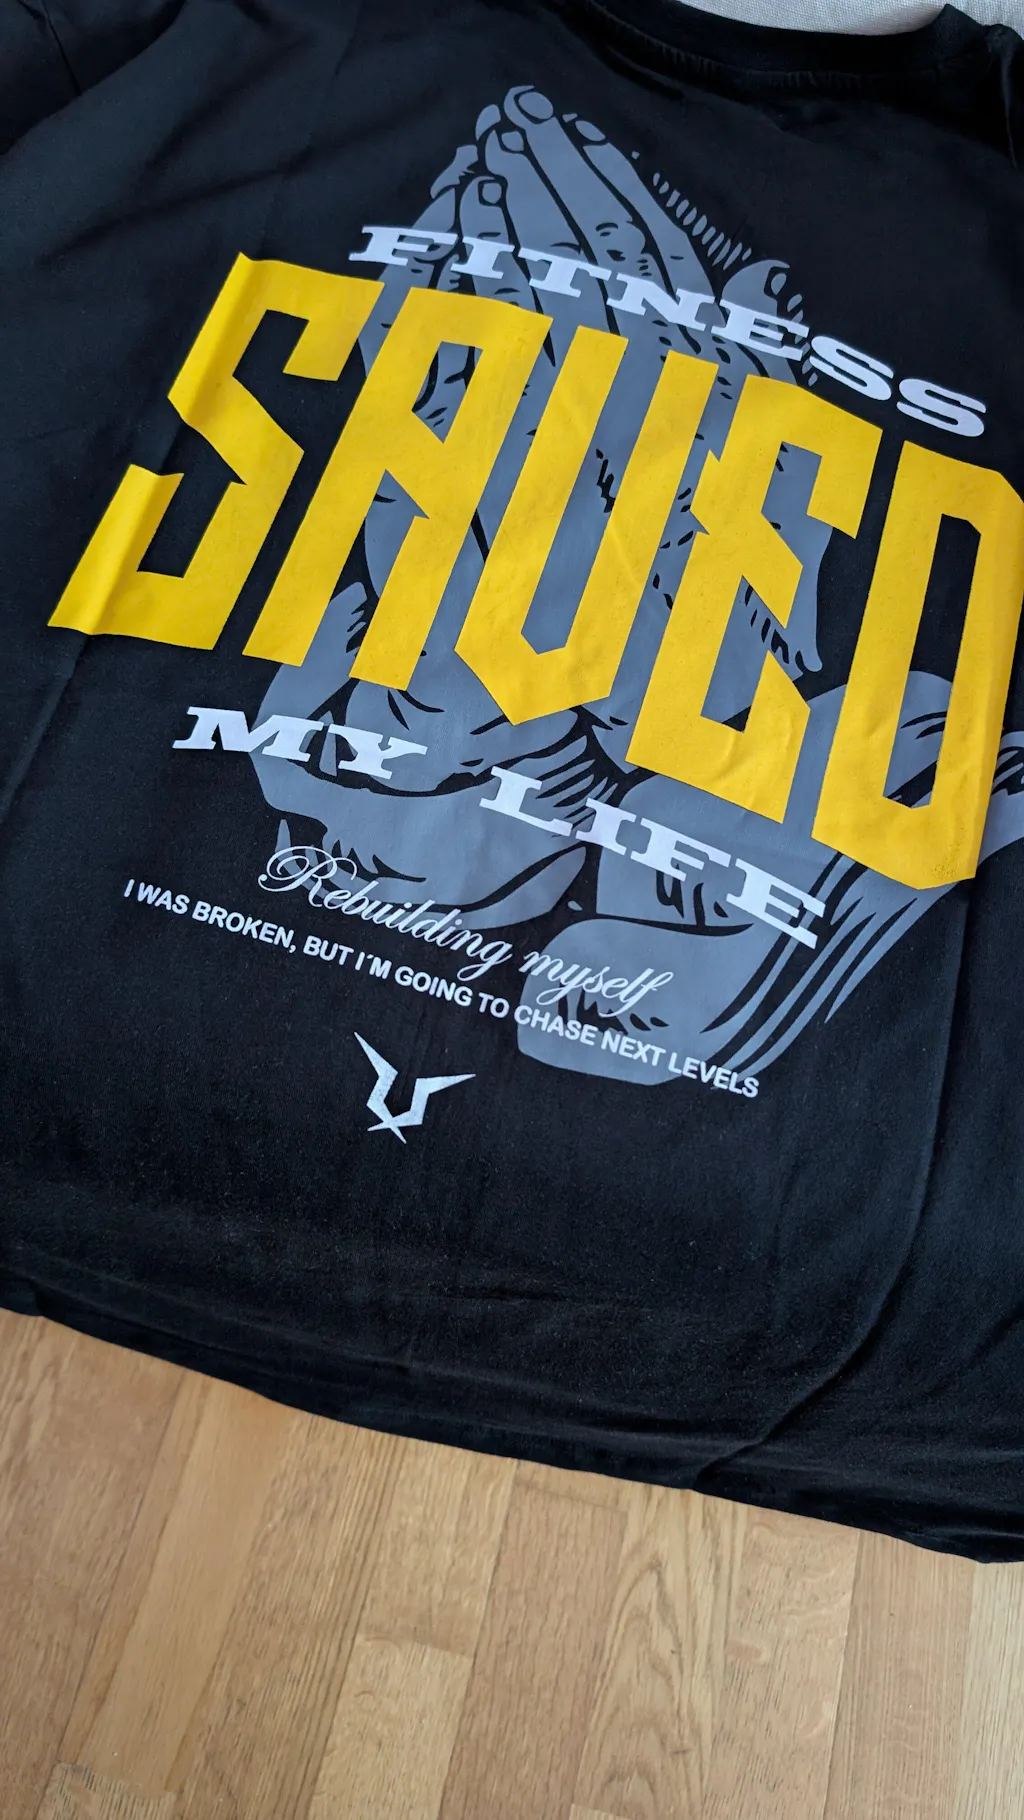 FITNESS
SAVED
MY LIFE
Rebuilding myself
I WAS BROKEN, BUT I´M GOING TO CHASE NEXT LEVELS